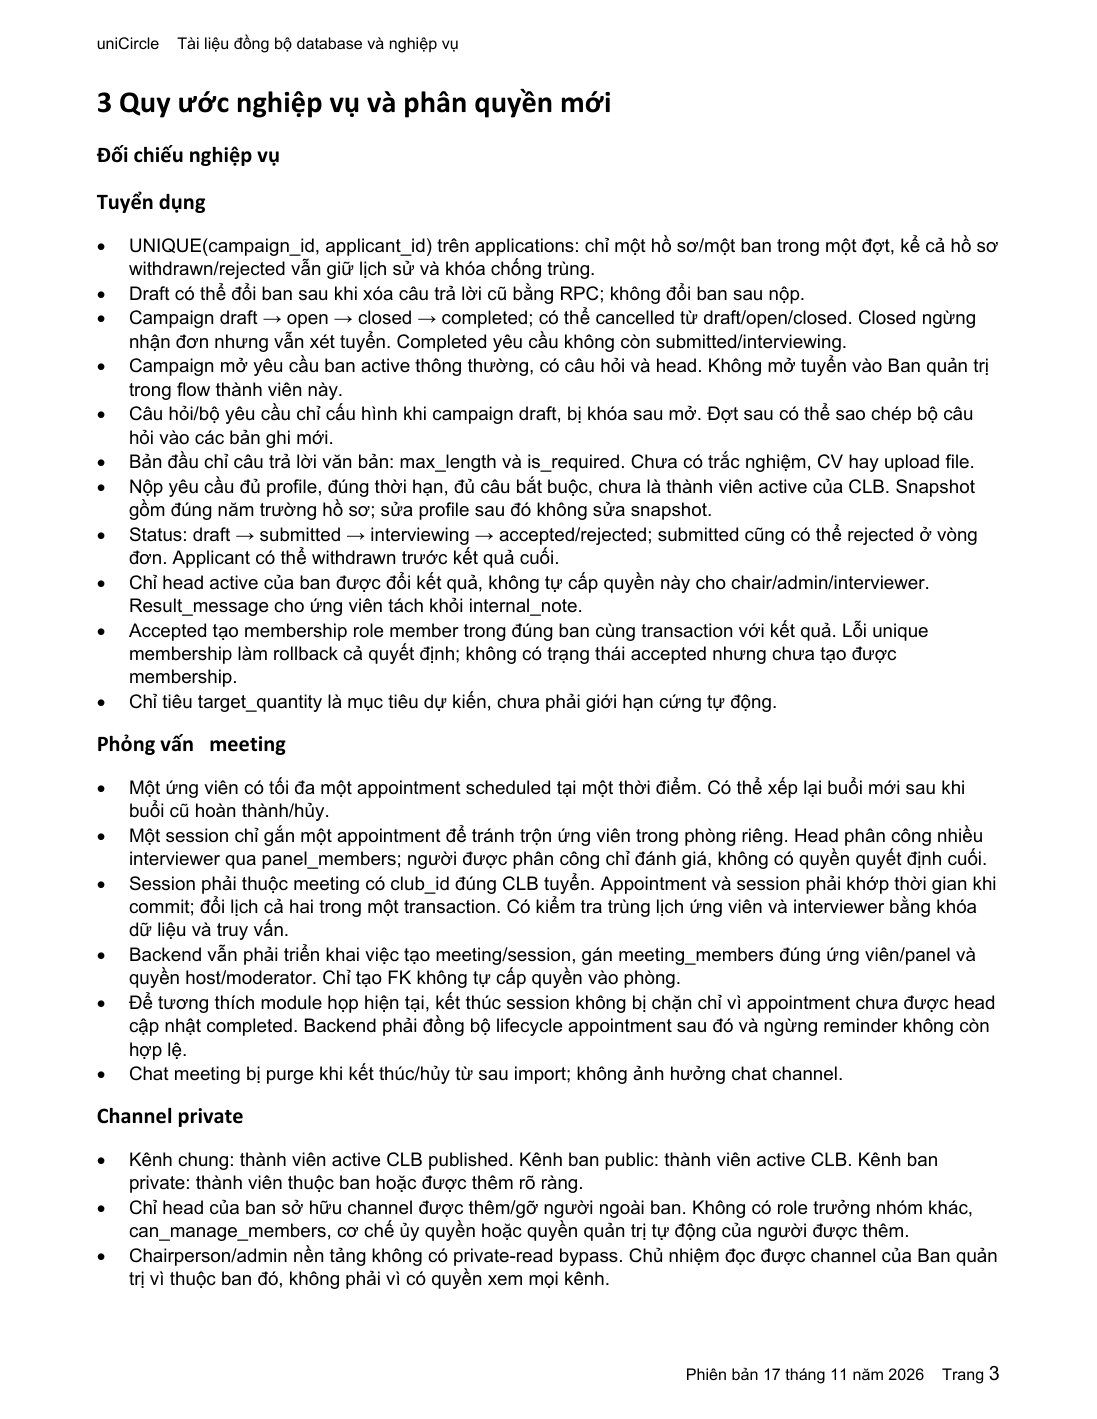 uniCircle Tài liệu đồng bộ database và nghiệp vụ
3 Quy ước nghiệp vụ và phân quyền mới
Đối chiếu nghiệp vụ
Tuyển dụng
• UNIQUE(campaign_id, applicant_id) trên applications: chỉ một hồ sơ/một ban trong một đợt, kể cả hồ sơ
withdrawn/rejected vẫn giữ lịch sử và khóa chống trùng.
• Draft có thể đổi ban sau khi xóa câu trả lời cũ bằng RPC; không đổi ban sau nộp.
• Campaign draft → open → closed → completed; có thể cancelled từ draft/open/closed. Closed ngừng
nhận đơn nhưng vẫn xét tuyển. Completed yêu cầu không còn submitted/interviewing.
• Campaign mở yêu cầu ban active thông thường, có câu hỏi và head. Không mở tuyển vào Ban quản trị
trong flow thành viên này.
• Câu hỏi/bộ yêu cầu chỉ cấu hình khi campaign draft, bị khóa sau mở. Đợt sau có thể sao chép bộ câu
hỏi vào các bản ghi mới.
• Bản đầu chỉ câu trả lời văn bản: max_length và is_required. Chưa có trắc nghiệm, CV hay upload file.
• Nộp yêu cầu đủ profile, đúng thời hạn, đủ câu bắt buộc, chưa là thành viên active của CLB. Snapshot
gồm đúng năm trường hồ sơ; sửa profile sau đó không sửa snapshot.
• Status: draft → submitted → interviewing → accepted/rejected; submitted cũng có thể rejected ở vòng
đơn. Applicant có thể withdrawn trước kết quả cuối.
• Chỉ head active của ban được đổi kết quả, không tự cấp quyền này cho chair/admin/interviewer.
Result_message cho ứng viên tách khỏi internal_note.
• Accepted tạo membership role member trong đúng ban cùng transaction với kết quả. Lỗi unique
membership làm rollback cả quyết định; không có trạng thái accepted nhưng chưa tạo được
membership.
• Chỉ tiêu target_quantity là mục tiêu dự kiến, chưa phải giới hạn cứng tự động.
Phỏng vấn meeting
• Một ứng viên có tối đa một appointment scheduled tại một thời điểm. Có thể xếp lại buổi mới sau khi
buổi cũ hoàn thành/hủy.
• Một session chỉ gắn một appointment để tránh trộn ứng viên trong phòng riêng. Head phân công nhiều
interviewer qua panel_members; người được phân công chỉ đánh giá, không có quyền quyết định cuối.
• Session phải thuộc meeting có club_id đúng CLB tuyển. Appointment và session phải khớp thời gian khi
commit; đổi lịch cả hai trong một transaction. Có kiểm tra trùng lịch ứng viên và interviewer bằng khóa
dữ liệu và truy vấn.
• Backend vẫn phải triển khai việc tạo meeting/session, gán meeting_members đúng ứng viên/panel và
quyền host/moderator. Chỉ tạo FK không tự cấp quyền vào phòng.
• Để tương thích module họp hiện tại, kết thúc session không bị chặn chỉ vì appointment chưa được head
cập nhật completed. Backend phải đồng bộ lifecycle appointment sau đó và ngừng reminder không còn
hợp lệ.
• Chat meeting bị purge khi kết thúc/hủy từ sau import; không ảnh hưởng chat channel.
Channel private
• Kênh chung: thành viên active CLB published. Kênh ban public: thành viên active CLB. Kênh ban
private: thành viên thuộc ban hoặc được thêm rõ ràng.
• Chỉ head của ban sở hữu channel được thêm/gỡ người ngoài ban. Không có role trưởng nhóm khác,
can_manage_members, cơ chế ủy quyền hoặc quyền quản trị tự động của người được thêm.
• Chairperson/admin nền tảng không có private-read bypass. Chủ nhiệm đọc được channel của Ban quản
trị vì thuộc ban đó, không phải vì có quyền xem mọi kênh.
Phiên bản 17 tháng 11 năm 2026 Trang 3